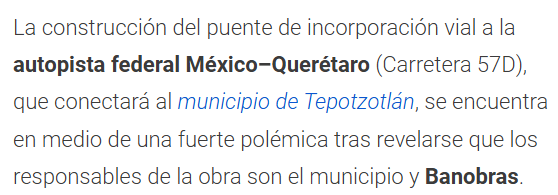 La construcción del puente de incorporación vial a la
autopista federal México–Querétaro (Carretera 57D),
que conectará al municipio de Tepotzotlán, se encuentra
en medio de una fuerte polémica tras revelarse que los
responsables de la obra son el municipio y Banobras.